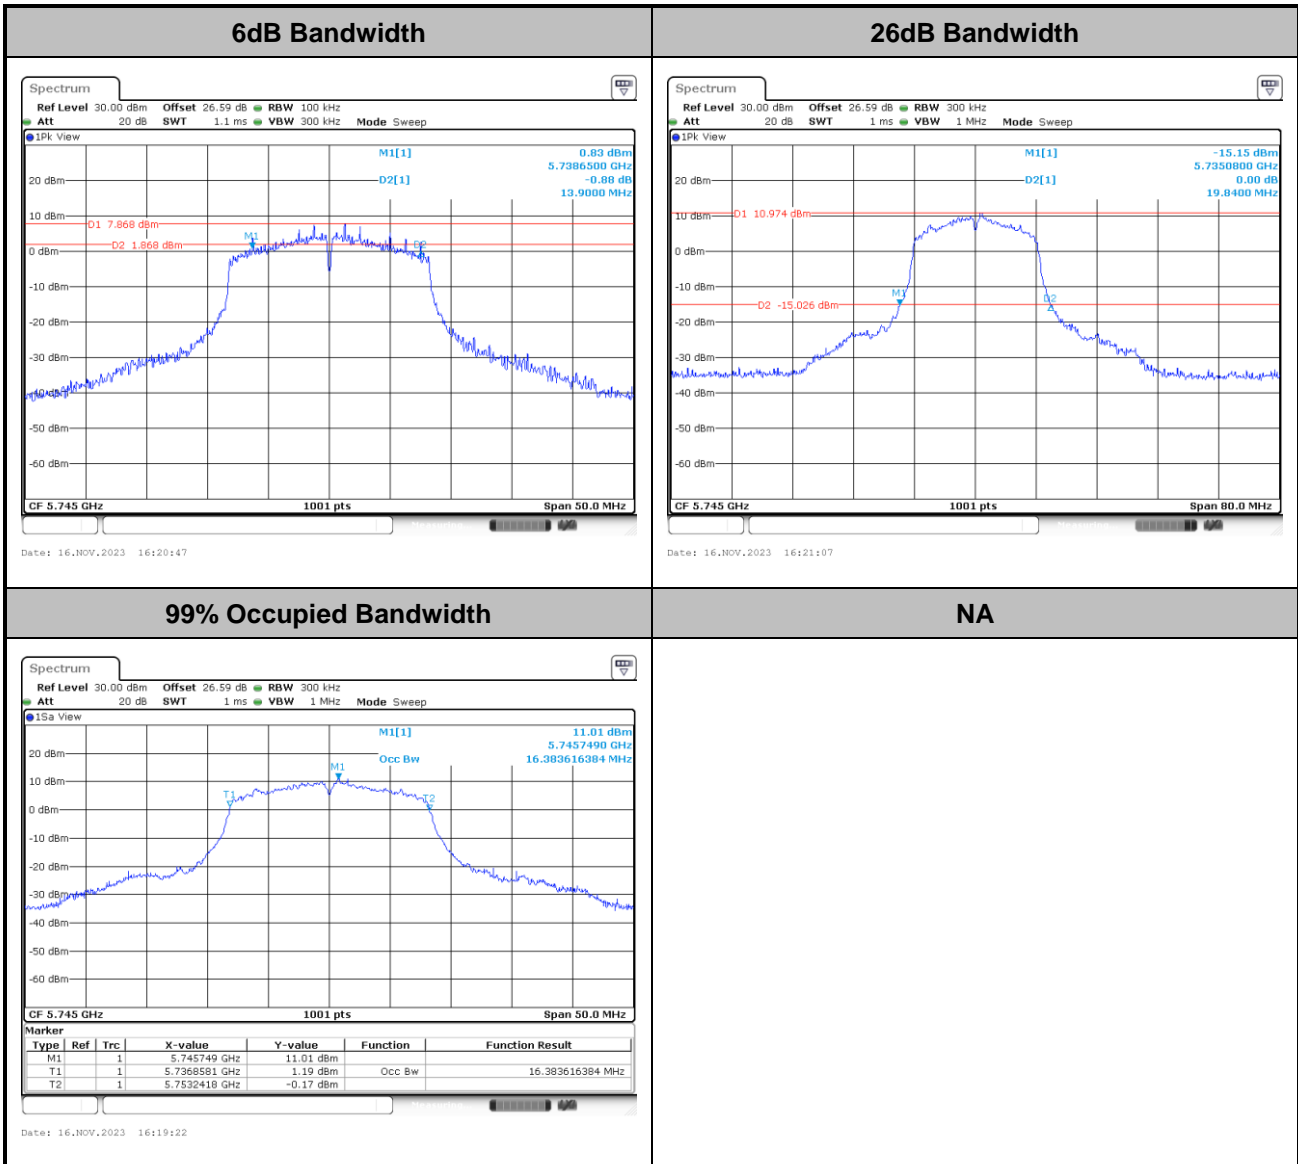 6dB Bandwidth
26dB Bandwidth
Spectrum
Ref Level 30.00 dBm Offset 26.59 dB RBW 100 kHz
Att 20 dB SWT 1.1 ms VBW 300 kHz Mode Sweep
1Pk View
M1[1] 0.83 dBm
5.7386500 GHz
20 dBm
D2[1] -0.88 dB
13.9000 MHz
10 dBm
D1 7.868 dBm
M1
D2 1.868 dBm
D2
0 dBm
-10 dBm
-20 dBm
-30 dBm
-40 dBm
-50 dBm
-60 dBm
CF 5.745 GHz 1001 pts Span 50.0 MHz
Date: 16.NOV.2023 16:20:47
Spectrum
Ref Level 30.00 dBm Offset 26.59 dB RBW 300 kHz
Att 20 dB SWT 1 ms VBW 1 MHz Mode Sweep
1Pk View
M1[1] -15.15 dBm
5.7350800 GHz
20 dBm
D2[1] 0.00 dB
19.8400 MHz
10 dBm
D1 10.974 dBm
0 dBm
-10 dBm
M1
D2
D2 -15.026 dBm
-20 dBm
-30 dBm
-40 dBm
-50 dBm
-60 dBm
CF 5.745 GHz 1001 pts Span 80.0 MHz
Date: 16.NOV.2023 16:21:07
99% Occupied Bandwidth
NA
Spectrum
Ref Level 30.00 dBm Offset 26.59 dB RBW 300 kHz
Att 20 dB SWT 1 ms VBW 1 MHz Mode Sweep
1Sa View
M1[1] 11.01 dBm
5.7457490 GHz
20 dBm
Occ Bw 16.383616384 MHz
M1
10 dBm
T1
T2
0 dBm
-10 dBm
-20 dBm
-30 dBm
-40 dBm
-50 dBm
-60 dBm
CF 5.745 GHz 1001 pts Span 50.0 MHz
Marker
Type Ref Trc X-value Y-value Function Function Result
M1 1 5.745749 GHz 11.01 dBm
T1 1 5.7368581 GHz 1.19 dBm Occ Bw 16.383616384 MHz
T2 1 5.7532418 GHz -0.17 dBm
Date: 16.NOV.2023 16:19:22